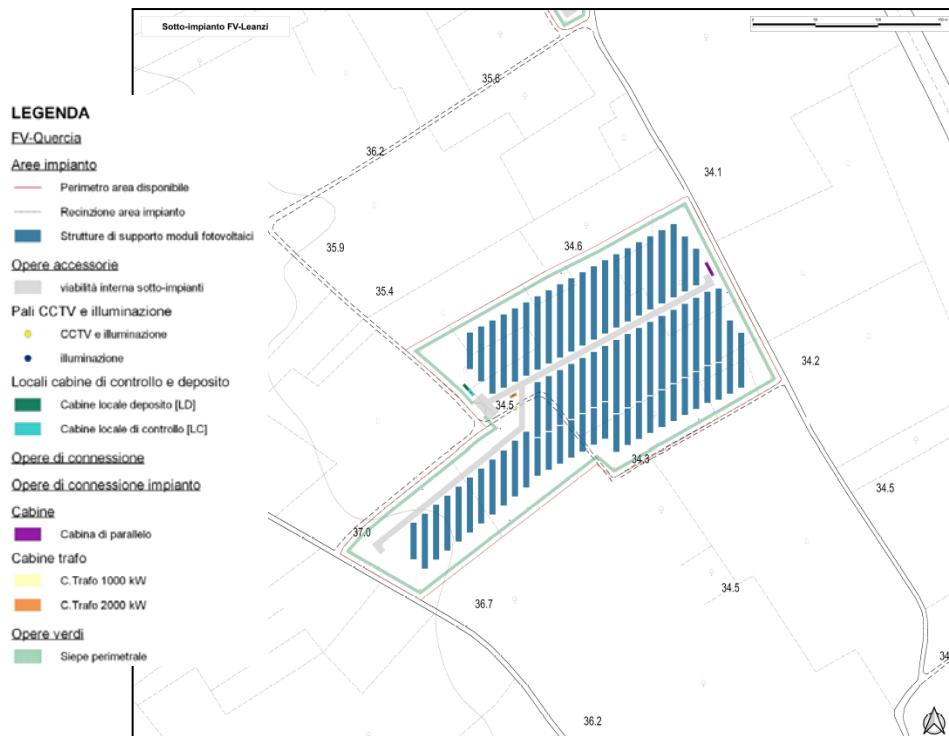 Sotto-impianto FV-Leanzi
0 50 100 150 m
LEGENDA
FV-Quercia
Aree impianto
Perimetro area disponibile
Recinzione area impianto
Strutture di supporto moduli fotovoltaici
Opere accessorie
viabilità interna sotto-impianti
Pali CCTV e illuminazione
CCTV e illuminazione
illuminazione
Locali cabine di controllo e deposito
Cabine locale deposito [LD]
Cabine locale di controllo [LC]
Opere di connessione
Opere di connessione impianto
Cabine
Cabina di parallelo
Cabine trafo
C.Trafo 1000 kW
C.Trafo 2000 kW
Opere verdi
Siepe perimetrale
35.6
36.2
34.1
35.9
34.6
35.4
34.2
34.5
34.3
34.5
37.0
34.5
36.7
34
36.2